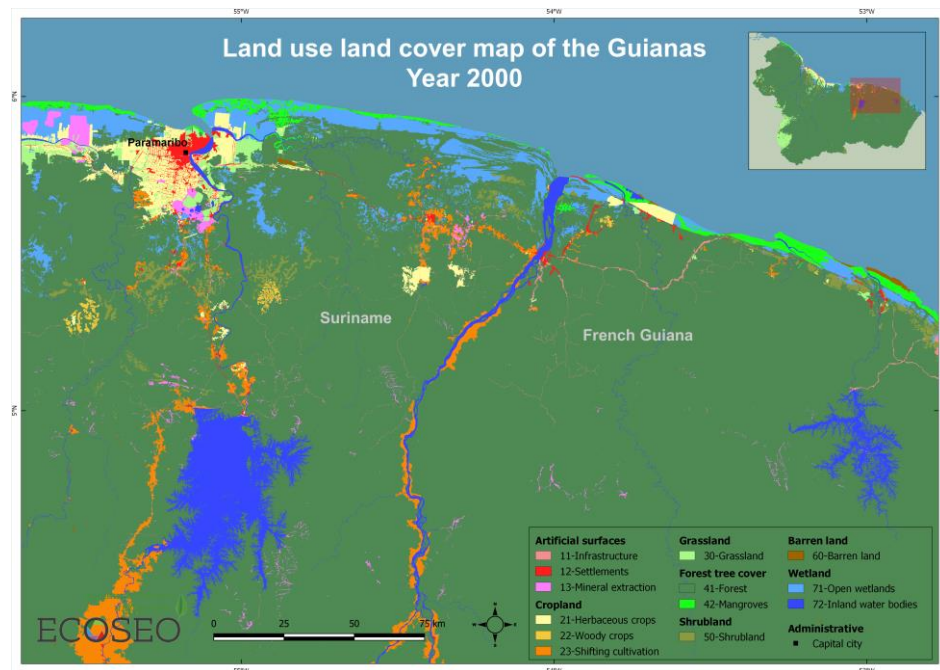 Land use land cover map of the Guianas
Year 2000
55°W
54°W
53°W
6°N
5°N
Paramaribo
Suriname
French Guiana
Artificial surfaces
11-Infrastructure
12-Settlements
13-Mineral extraction
Cropland
21-Herbaceous crops
22-Woody crops
23-Shifting cultivation
Grassland
30-Grassland
Forest tree cover
41-Forest
42-Mangroves
Shrubland
50-Shrubland
Barren land
60-Barren land
Wetland
71-Open wetlands
72-Inland water bodies
Administrative
Capital city
ECOSEO
0 25 50 75 km
55°W
54°W
53°W